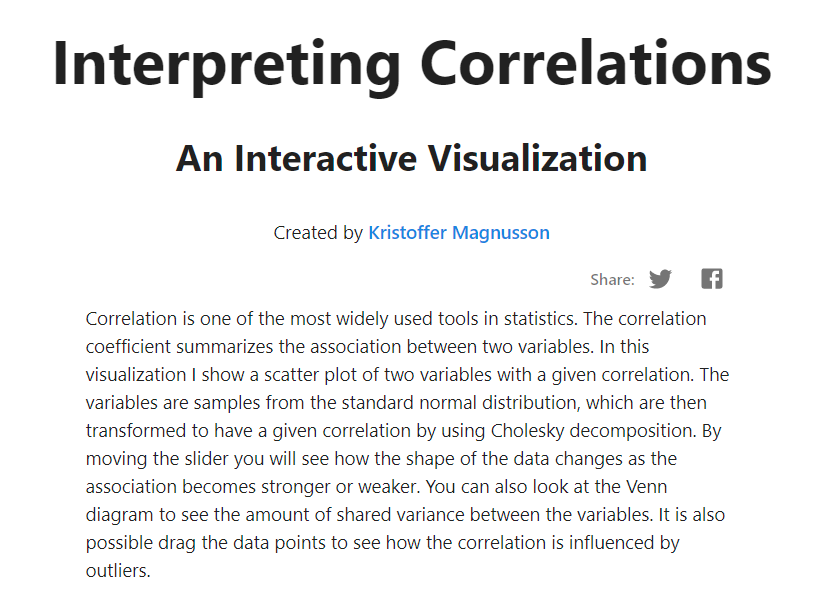 Interpreting Correlations
An Interactive Visualization
Created by Kristoffer Magnusson
Share:
Correlation is one of the most widely used tools in statistics. The correlation
coefficient summarizes the association between two variables. In this
visualization I show a scatter plot of two variables with a given correlation. The
variables are samples from the standard normal distribution, which are then
transformed to have a given correlation by using Cholesky decomposition. By
moving the slider you will see how the shape of the data changes as the
association becomes stronger or weaker. You can also look at the Venn
diagram to see the amount of shared variance between the variables. It is also
possible drag the data points to see how the correlation is influenced by
outliers.